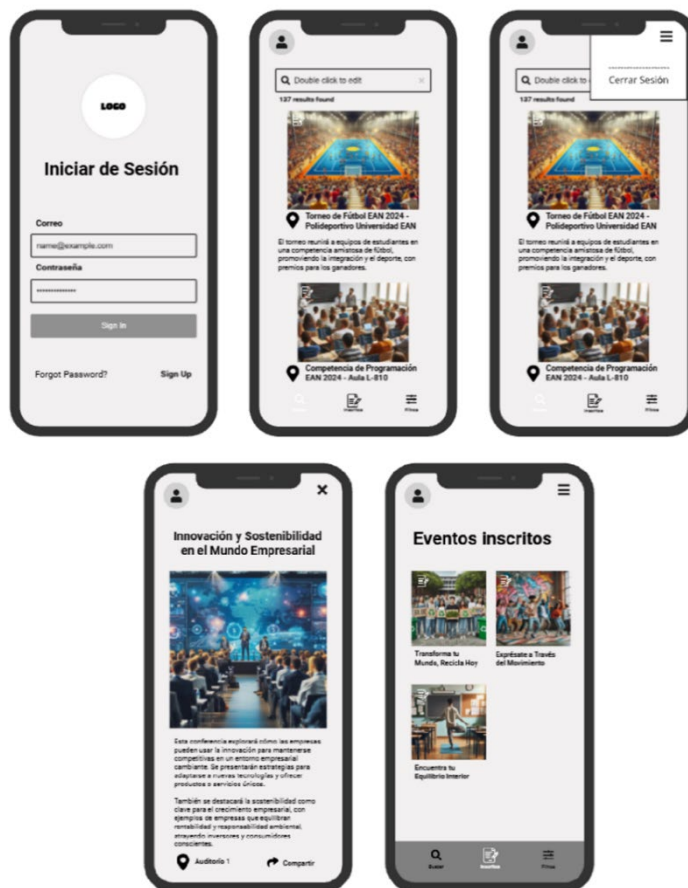 LOGO
Iniciar de Sesión
Correo
name@example.com
Contraseña
**************
Sign In
Forgot Password? Sign Up
Double click to edit ×
137 results found
Torneo de Fútbol EAN 2024 -
Polideportivo Universidad EAN
El torneo reunirá a equipos de estudiantes en
una competencia amistosa de fútbol,
promoviendo la integración y el deporte, con
premios para los ganadores.
Competencia de Programación
EAN 2024 - Aula L-810
Inscritos Filtros
Cerrar Sesión
Double click to
137 results found
Torneo de Fútbol EAN 2024 -
Polideportivo Universidad EAN
El torneo reunirá a equipos de estudiantes en
una competencia amistosa de fútbol,
promoviendo la integración y el deporte, con
premios para los ganadores.
Competencia de Programación
EAN 2024 - Aula L-810
Inscritos Filtros
Innovación y Sostenibilidad
en el Mundo Empresarial
Esta conferencia explorará cómo las empresas
pueden usar la innovación para mantenerse
competitivas en un entorno empresarial
cambiante. Se presentarán estrategias para
adaptarse a nuevas tecnologías y ofrecer
productos o servicios únicos.
También se destacará la sostenibilidad como
clave para el crecimiento empresarial, con
ejemplos de empresas que equilibran
rentabilidad y responsabilidad ambiental,
atrayendo inversores y consumidores
conscientes.
Auditorio 1 Compartir
Eventos inscritos
Transforma tu
Mundo, Recicla Hoy
Exprésate a Través
del Movimiento
Encuentra tu
Equilibrio Interior
Buscar Inscritos Filtros